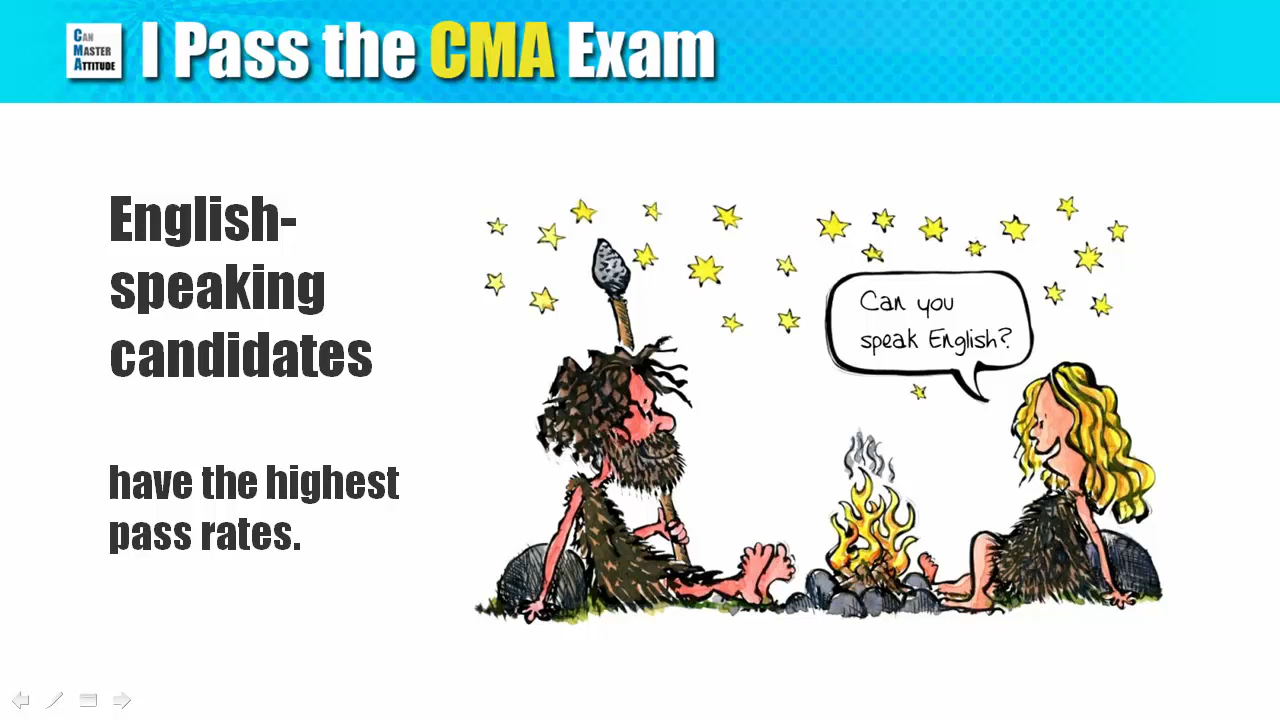 CAN
MASTER
ATTITUDE
I Pass the CMA Exam
English-
speaking
candidates
have the highest
pass rates.
Can you
speak English?